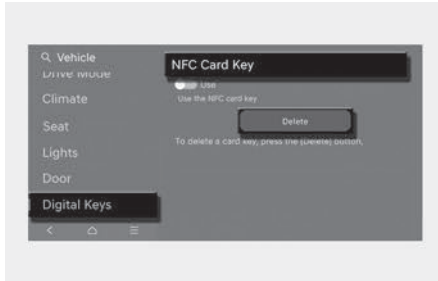 Vehicle
Drive Mode
Climate
Seat
Lights
Door
Digital Keys
NFC Card Key
Use
Use the NFC card key
Delete
To delete a card key, press the [Delete] button,